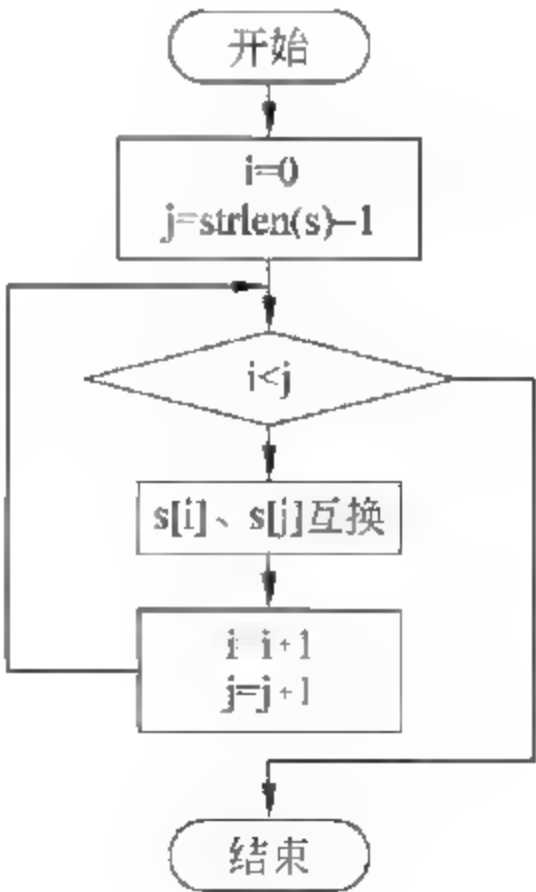 开始
i=0
j=strlen(s)-1
i<j
s[i]、s[j]互换
i=i+1
j=j+1
结束